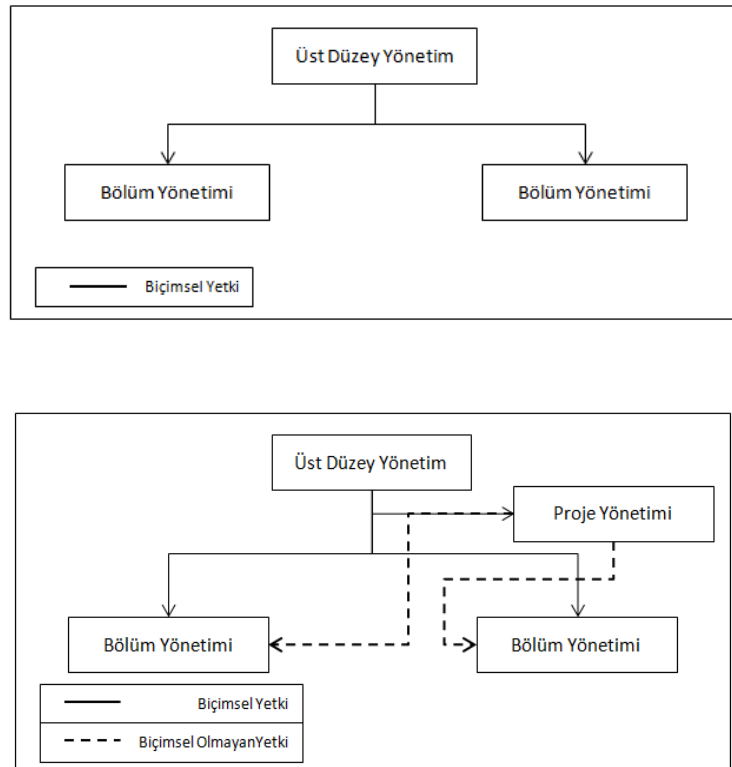 Üst Düzey Yönetim
Bölüm Yönetimi
Bölüm Yönetimi
Biçimsel Yetki
Üst Düzey Yönetim
Proje Yönetimi
Bölüm Yönetimi
Bölüm Yönetimi
Biçimsel Yetki
Biçimsel OlmayanYetki